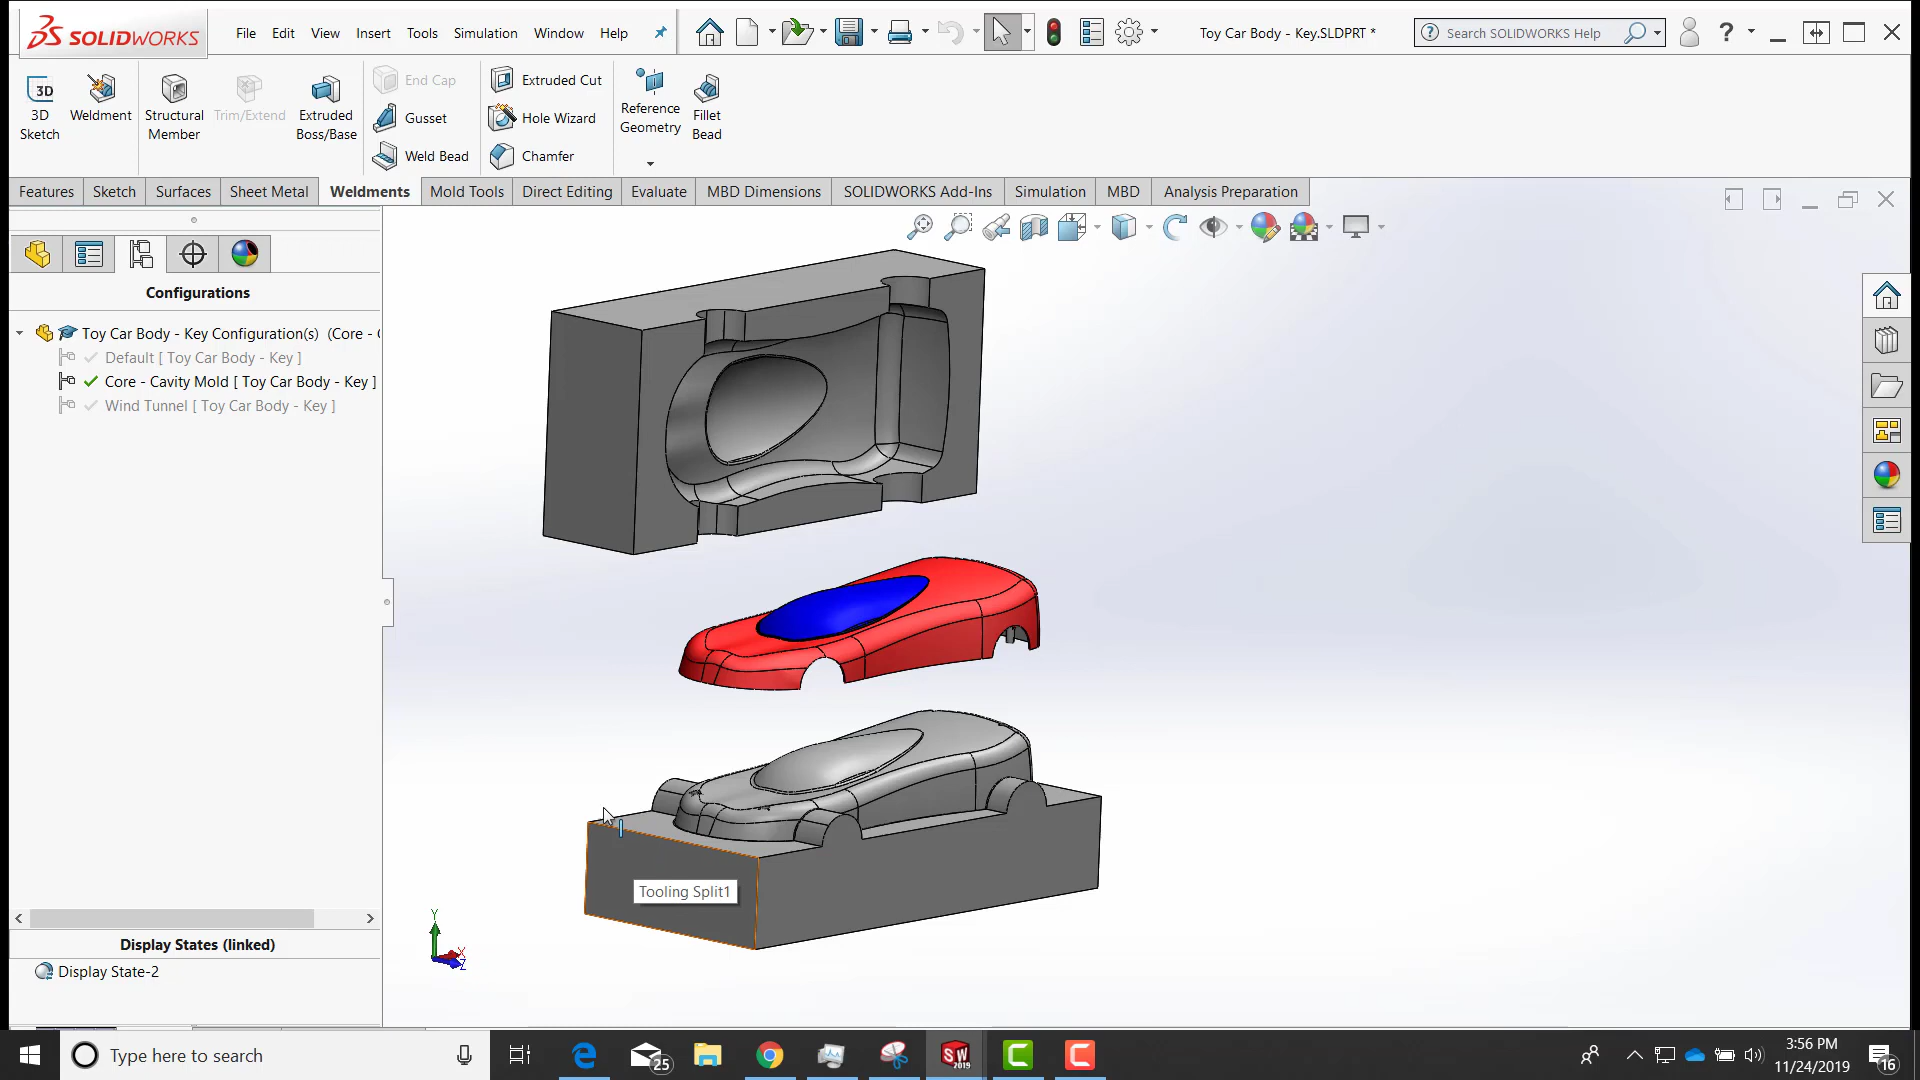 SOLIDWORKS
File Edit View Insert Tools Simulation Window Help
Toy Car Body - Key.SLDPRT *
Search SOLIDWORKS Help
?
3D Sketch
Weldment
Structural Member
Trim/Extend
Extruded Boss/Base
End Cap
Gusset
Weld Bead
Extruded Cut
Hole Wizard
Chamfer
Reference Geometry
Fillet Bead
Features Sketch Surfaces Sheet Metal Weldments Mold Tools Direct Editing Evaluate MBD Dimensions SOLIDWORKS Add-Ins Simulation MBD Analysis Preparation
Configurations
Toy Car Body - Key Configuration(s) (Core -
Default [ Toy Car Body - Key ]
Core - Cavity Mold [ Toy Car Body - Key ]
Wind Tunnel [ Toy Car Body - Key ]
Tooling Split1
Y
X
Z
Display States (linked)
Display State-2
Type here to search
25
SW
2019
C
C
3:56 PM
11/24/2019
16